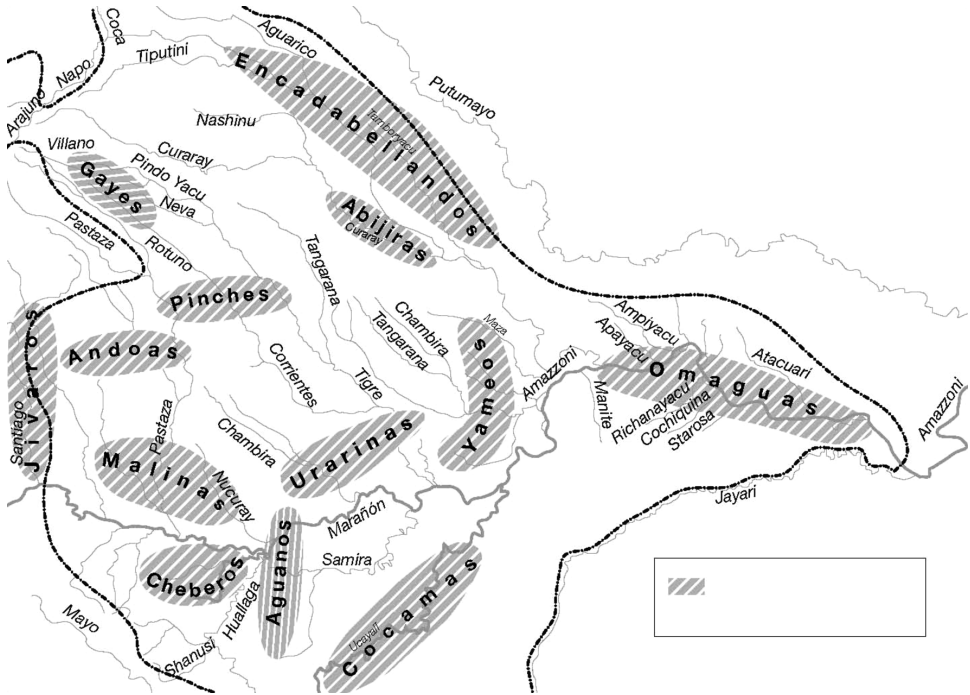 Coca
Aguarico
Tiputini
Napo
Putumayo
Encadabellandos
Tamboryacu
Arajuno
Nashinu
Villano
Curaray
Gayes
Pindo Yacu
Neva
Abijiras
Curaray
Pastaza
Rotuno
Tangarana
Pinches
Ampiyacu
Apayacu
Atacuari
Maza
Chambira
Tangarana
Jivaros
Andoas
Corrientes
Tigre
Yameos
Amazzoni
Omaguas
Manite
Richanayacu
Cochiquina
Starosa
Amazzoni
Santiago
Pastaza
Chambira
Urarinas
Malinas
Nucuray
Jayari
Marañón
Aguanos
Samira
Cheberos
Huallaga
Cocamas
Ucayall
Mayo
Shanusi